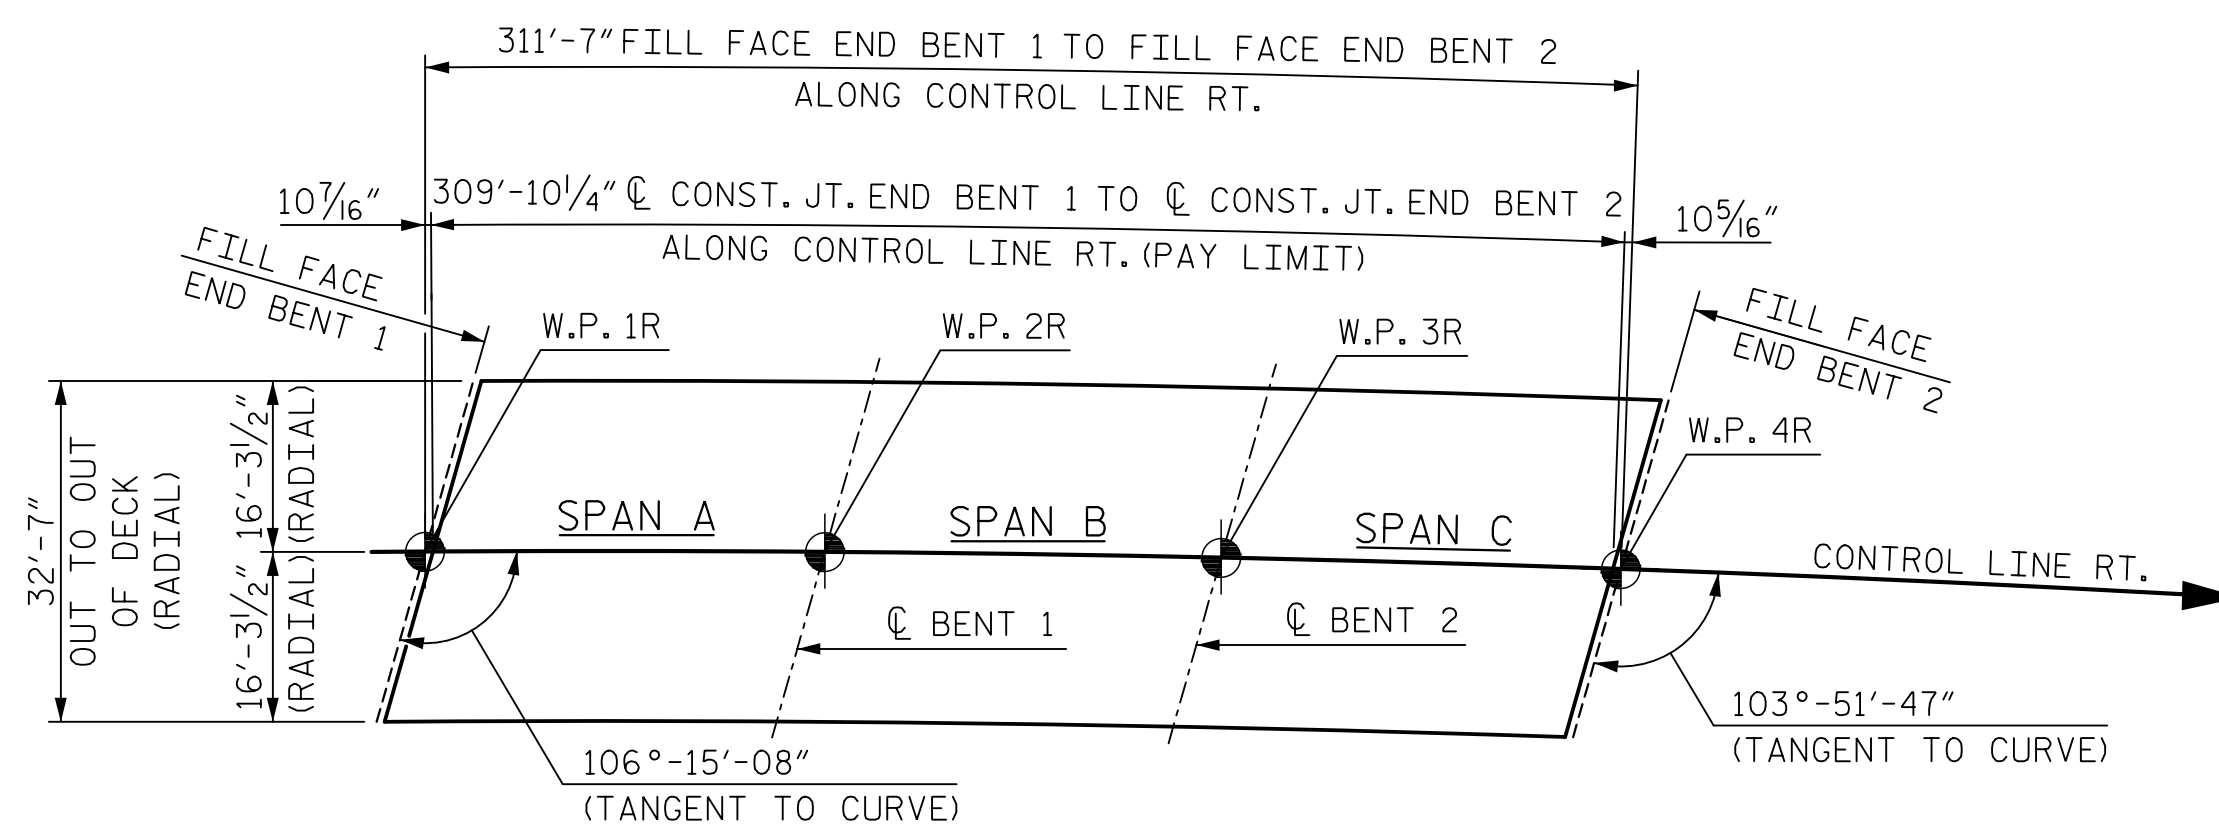 311'-7" FILL FACE END BENT 1 TO FILL FACE END BENT 2
ALONG CONTROL LINE RT.
10 7/16"
309'-10 1/4" ℄ CONST. JT. END BENT 1 TO ℄ CONST. JT. END BENT 2
10 5/16"
ALONG CONTROL LINE RT. (PAY LIMIT)
FILL FACE
END BENT 1
FILL FACE
END BENT 2
W.P. 1R
W.P. 2R
W.P. 3R
W.P. 4R
32'-7"
OUT TO OUT
OF DECK
(RADIAL)
16'-3 1/2"
(RADIAL)
16'-3 1/2"
(RADIAL)
SPAN A
SPAN B
SPAN C
CONTROL LINE RT.
℄ BENT 1
℄ BENT 2
106°-15'-08"
(TANGENT TO CURVE)
103°-51'-47"
(TANGENT TO CURVE)